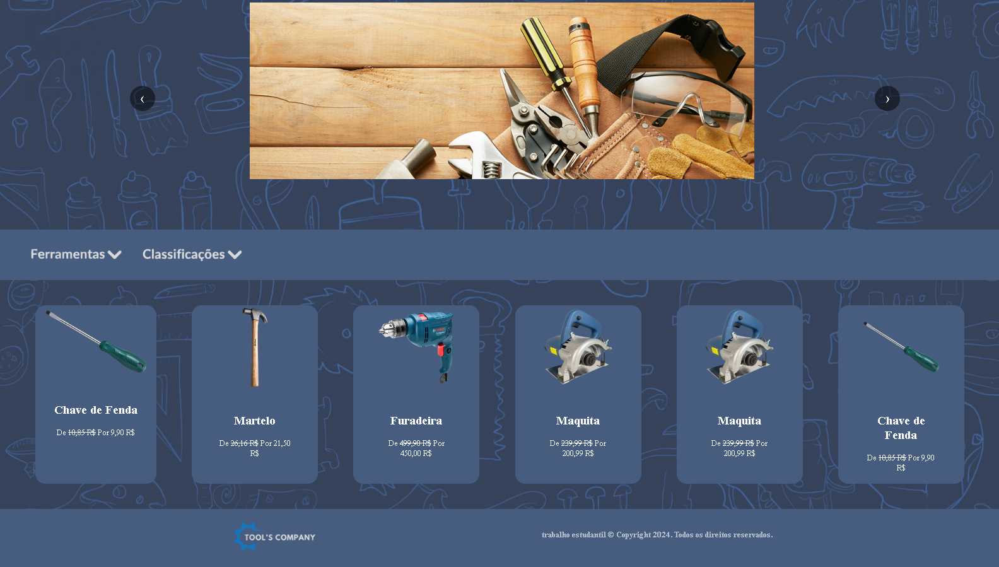 ‹
›
Ferramentas
Classificações
Chave de Fenda
De 10,85 R$ Por 9,90 R$
Martelo
De 26,16 R$ Por 21,50
R$
Furadeira
De 499,90 R$ Por
450,00 R$
Maquita
De 239,99 R$ Por
200,99 R$
Maquita
De 239,99 R$ Por
200,99 R$
Chave de
Fenda
De 10,85 R$ Por 9,90
R$
TOOL'S COMPANY
trabalho estudantil © Copyright 2024. Todos os direitos reservados.